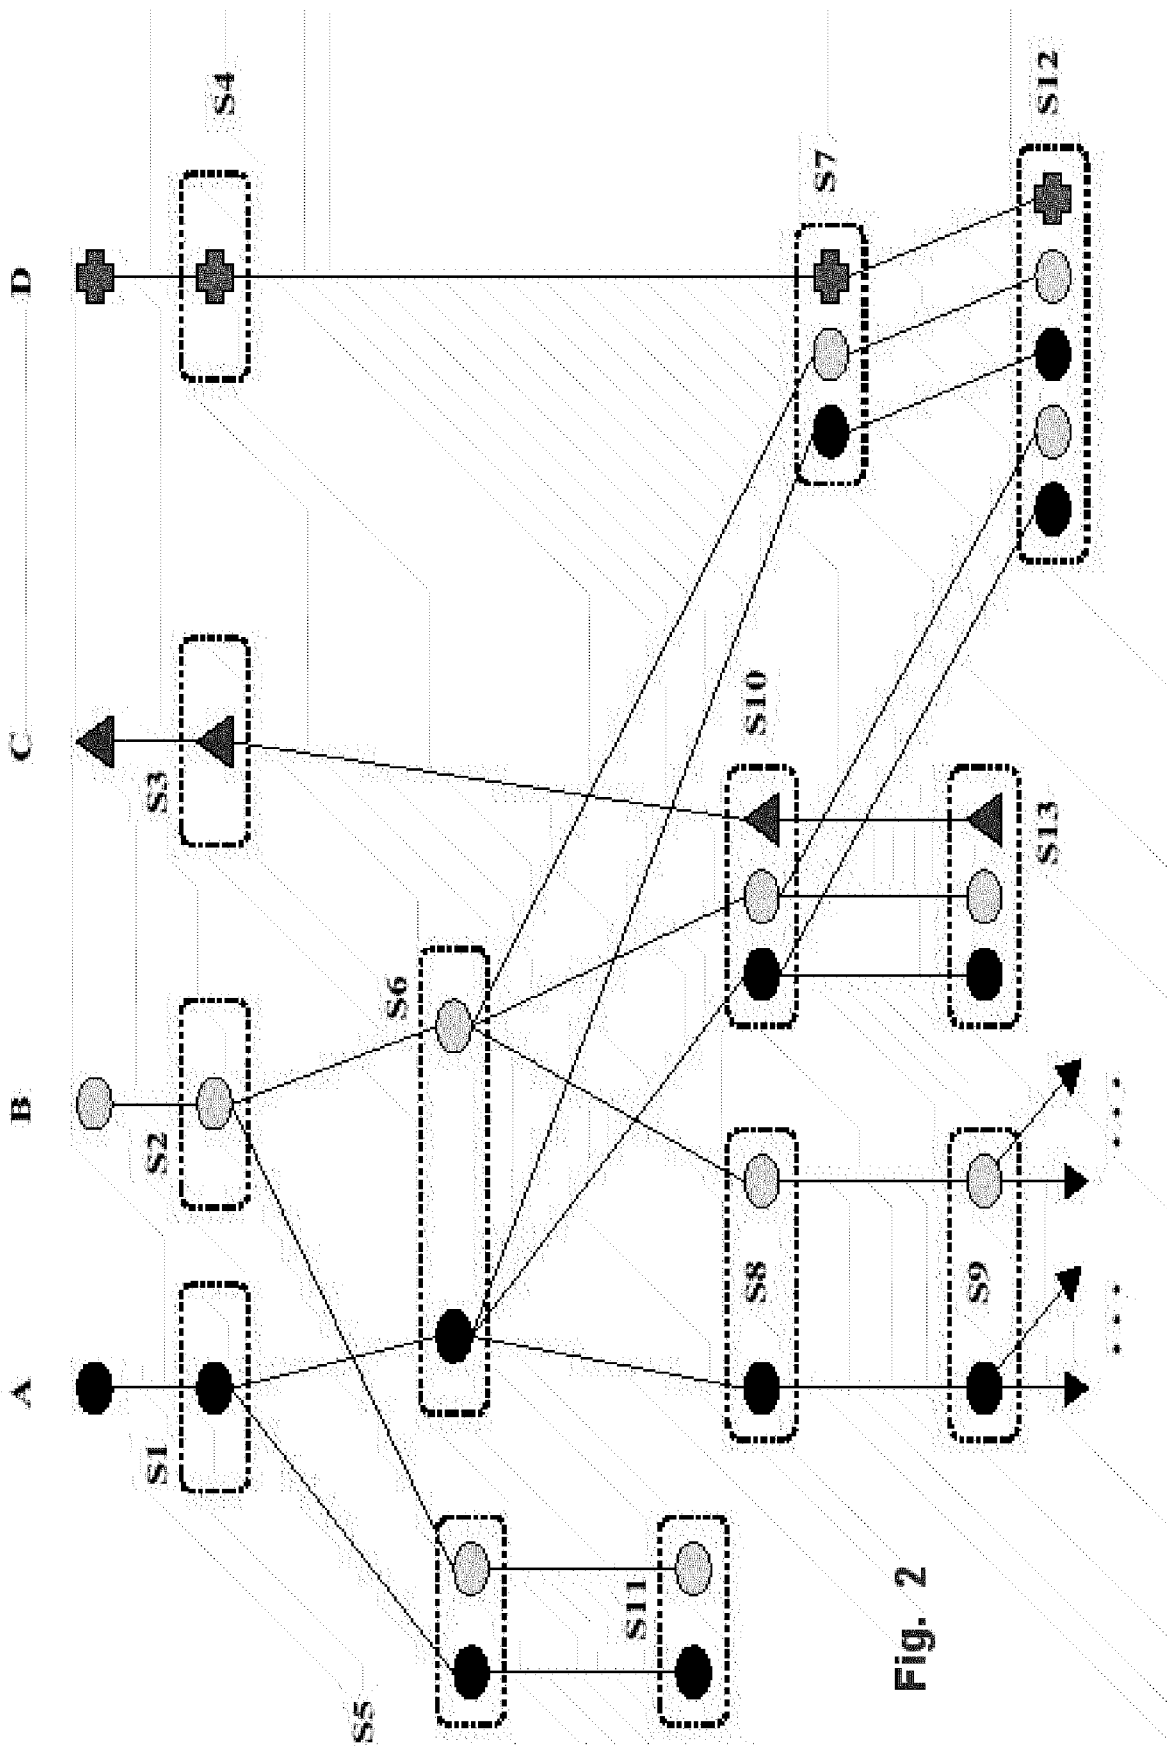 A
B
C
D
S1
S2
S3
S4
S5
S6
S7
S8
S10
S11
S9
S13
S12
. . .
. . .
Fig. 2